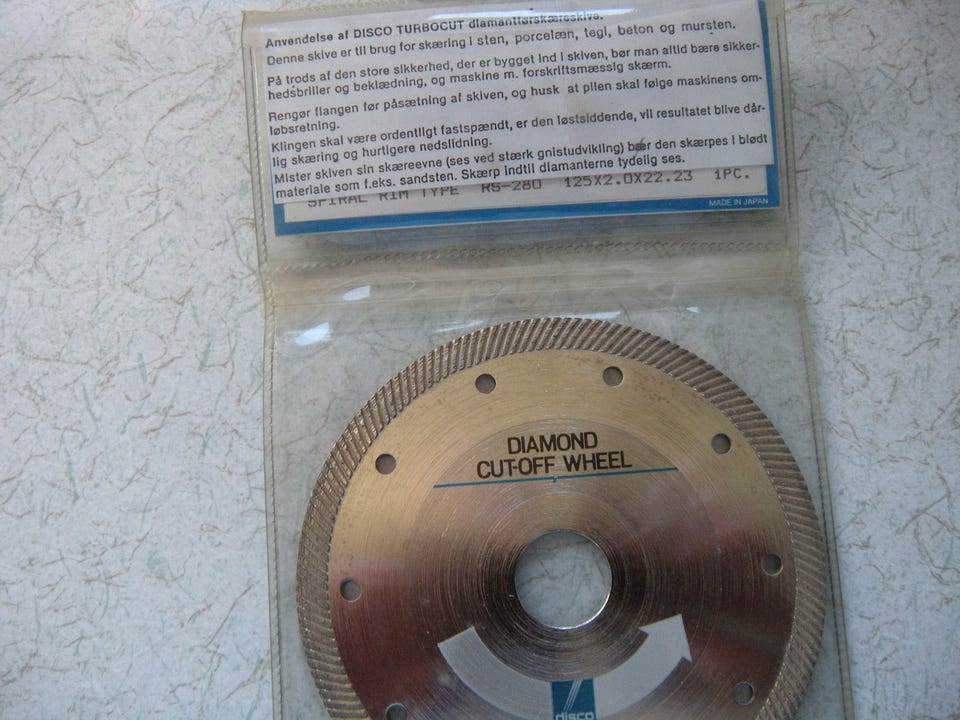 Anvendelse af DISCO TURBOCUT diamantførskæreskive.
Denne skive er til brug for skæring i sten, porcelæn, tegl, beton og mursten.
På trods af den store sikkerhed, der er bygget ind i skiven, bør man altid bære sikker-
hedsbriller og beklædning, og maskine m. forskriftsmæssig skærm.
Rengør flangen før påsætning af skiven, og husk at pilen skal følge maskinens om-
løbsretning.
Klingen skal være ordentligt fastspændt, er den løstsiddende, vil resultatet blive dår-
lig skæring og hurtigere nedslidning.
Mister skiven sin skæreevne (ses ved stærk gnistudvikling) bør den skærpes i blødt
materiale som f.eks. sandsten. Skærp indtil diamanterne tydelig ses.
SPIRAL RIM TYPE RS-280 125X2.0X22.23 1PC.
MADE IN JAPAN
DIAMOND
CUT-OFF WHEEL
disco